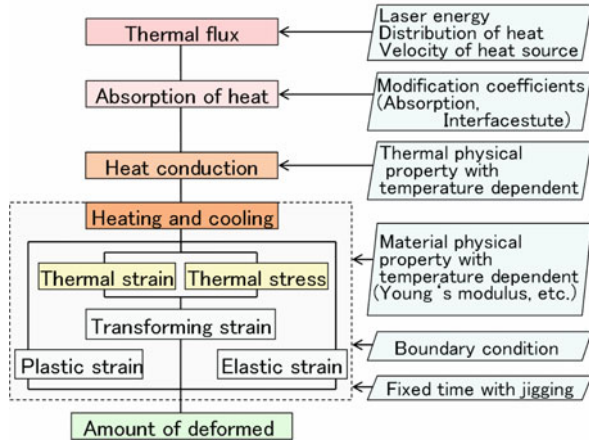 Thermal flux
Laser energy
Distribution of heat
Velocity of heat source
Absorption of heat
Modification coefficients
(Absorption,
Interfacestute)
Heat conduction
Thermal physical
property with
temperature dependent
Heating and cooling
Thermal strain
Thermal stress
Material physical
property with
temperature dependent
(Young's modulus, etc.)
Transforming strain
Plastic strain
Elastic strain
Boundary condition
Fixed time with jigging
Amount of deformed